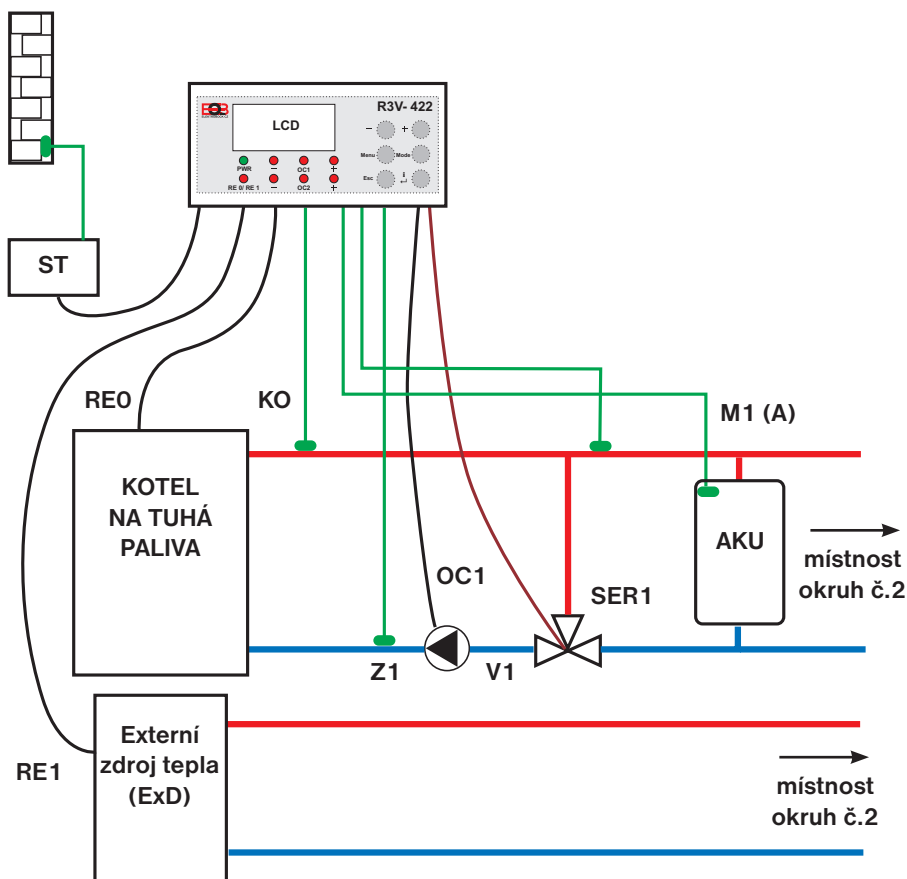 R3V- 422
LCD
EOB
− +
Menu Mode
Esc i
PWR − OC1 +
RE 0/ RE 1 − OC2 +
ST
RE0
KO
M1 (A)
KOTEL
NA TUHÁ
PALIVA
AKU
místnost
okruh č.2
OC1
SER1
Z1
V1
Externí
zdroj tepla
(ExD)
RE1
místnost
okruh č.2